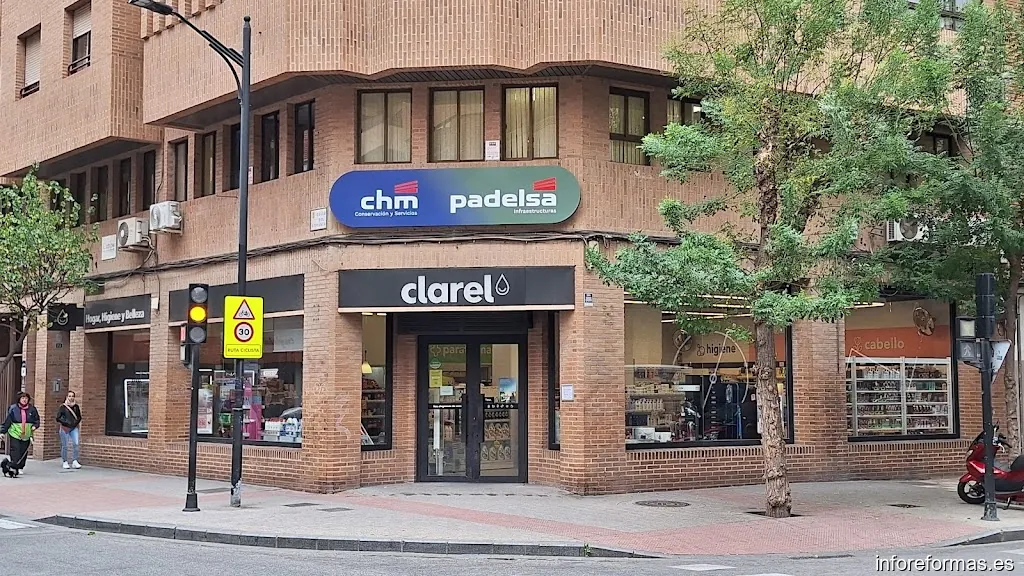 chm
Conservación y Servicios
padelsa
Infraestructuras
clarel
Hogar, Higiene y Belleza
30
RUTA CICLISTA
higiene
cabello
inforeformas.es